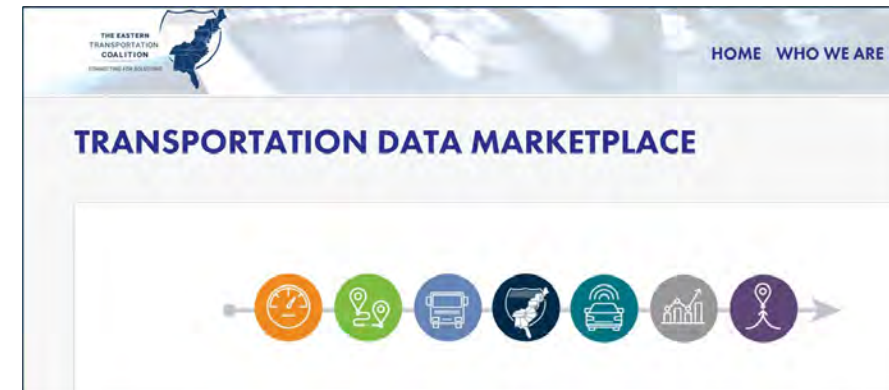 THE EASTERN
TRANSPORTATION
COALITION
CONNECTING FOR SOLUTIONS
HOME WHO WE ARE
TRANSPORTATION DATA MARKETPLACE